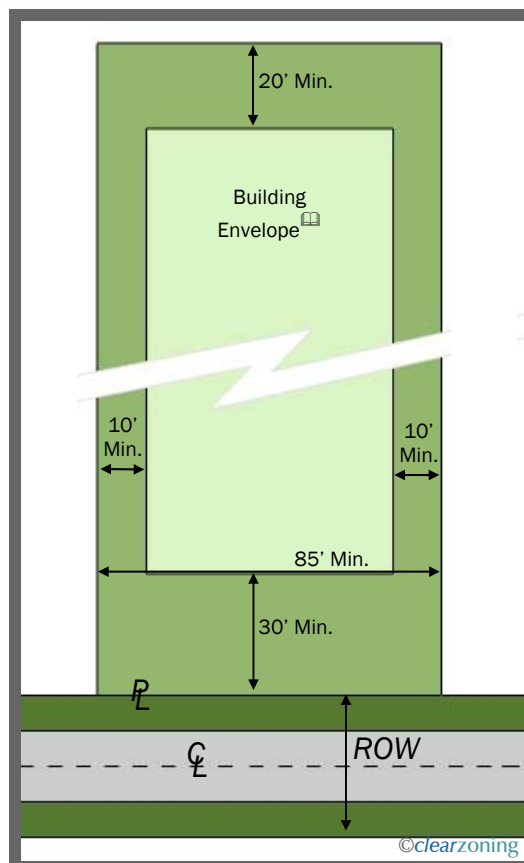 20’ Min.
Building
Envelope
10’
Min.
10’
Min.
85’ Min.
30’ Min.
PL
CL
ROW
©clearzoning